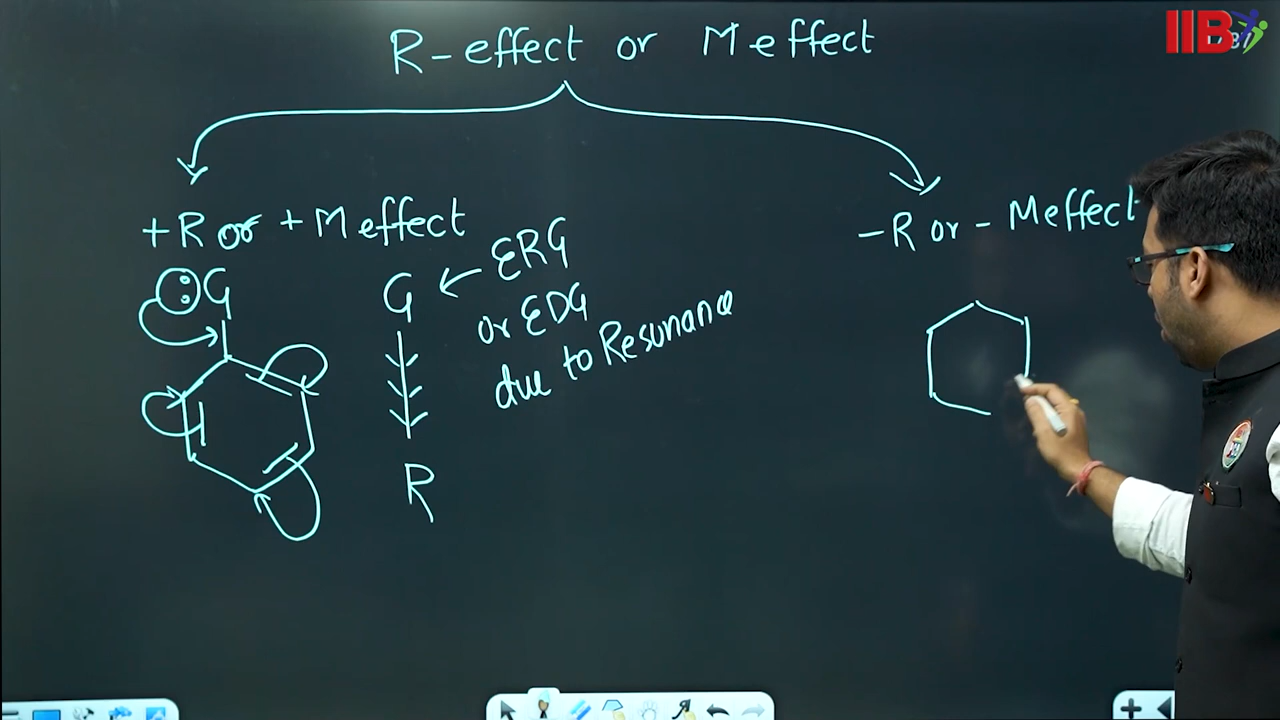 R-effect or M effect
IIB
+R or +M effect
-R or - M effect
:G
G ← ERG
or EDG
due to Resonance
R